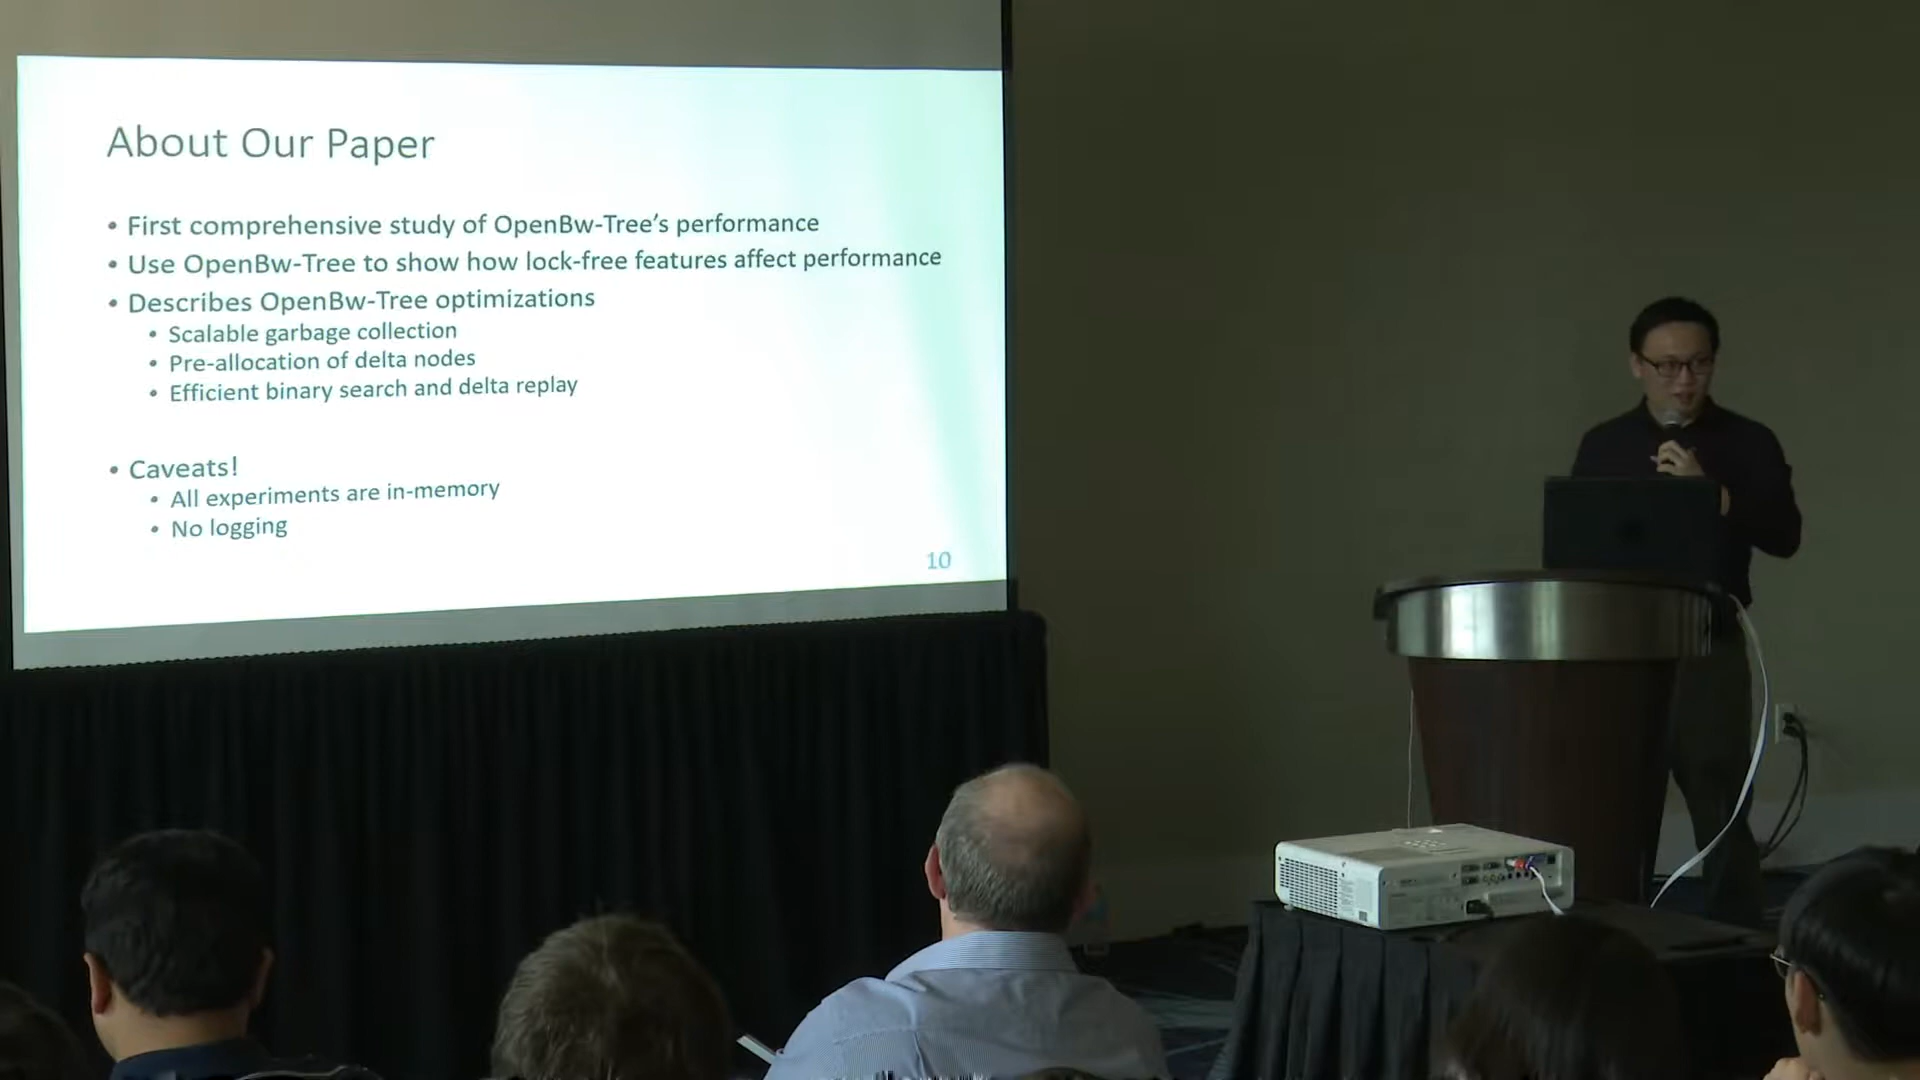 About Our Paper
• First comprehensive study of OpenBw-Tree's performance
• Use OpenBw-Tree to show how lock-free features affect performance
• Describes OpenBw-Tree optimizations
• Scalable garbage collection
• Pre-allocation of delta nodes
• Efficient binary search and delta replay
• Caveats!
• All experiments are in-memory
• No logging
10